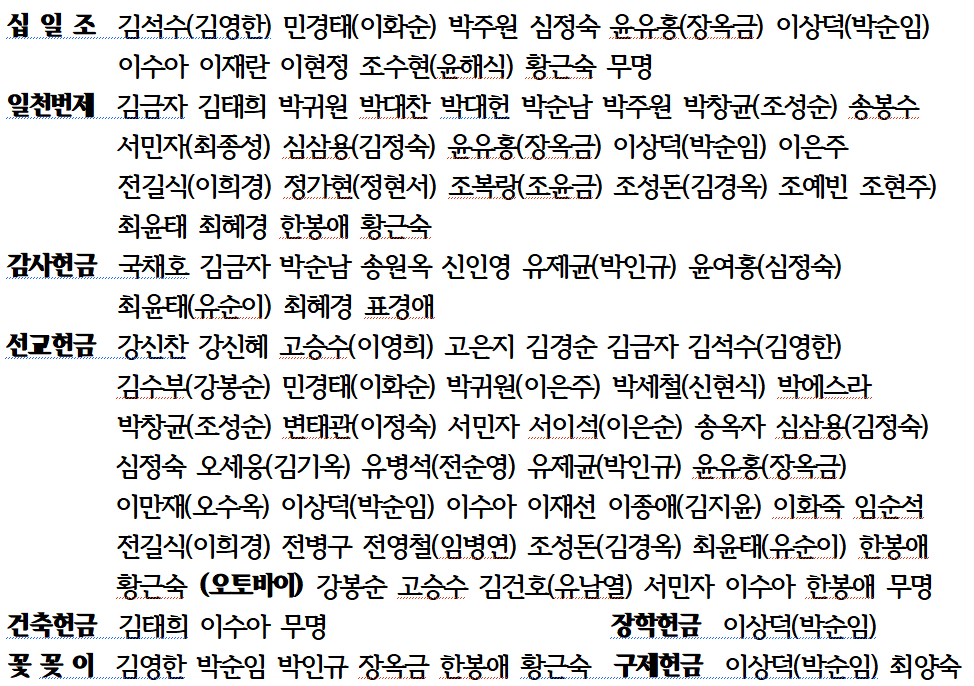 십 일 조 김석수(김영한) 민경태(이화순) 박주원 심정숙 윤유홍(장옥금) 이상덕(박순임)
이수아 이재란 이현정 조수현(윤해식) 황근숙 무명
일천번제 김금자 김태희 박귀원 박대찬 박대헌 박순남 박주원 박창균(조성순) 송봉수
서민자(최종성) 심삼용(김정숙) 윤유홍(장옥금) 이상덕(박순임) 이은주
전길식(이희경) 정가현(정현서) 조복랑(조윤금) 조성돈(김경옥) 조예빈 조현주)
최윤태 최혜경 한봉애 황근숙
감사헌금 국채호 김금자 박순남 송원옥 신인영 유제균(박인규) 윤여홍(심정숙)
최윤태(유순이) 최혜경 표경애
선교헌금 강신찬 강신혜 고승수(이영희) 고은지 김경순 김금자 김석수(김영한)
김수부(강봉순) 민경태(이화순) 박귀원(이은주) 박세철(신현식) 박에스라
박창균(조성순) 변태관(이정숙) 서민자 서이석(이은순) 송옥자 심삼용(김정숙)
심정숙 오세웅(김기옥) 유병석(전순영) 유제균(박인규) 윤유홍(장옥금)
이만재(오수옥) 이상덕(박순임) 이수아 이재선 이종애(김지윤) 이화죽 임순석
전길식(이희경) 전병구 전영철(임병연) 조성돈(김경옥) 최윤태(유순이) 한봉애
황근숙 (오토바이) 강봉순 고승수 김건호(유남열) 서민자 이수아 한봉애 무명
건축헌금 김태희 이수아 무명 장학헌금 이상덕(박순임)
꽃 꽂 이 김영한 박순임 박인규 장옥금 한봉애 황근숙 구제헌금 이상덕(박순임) 최양숙